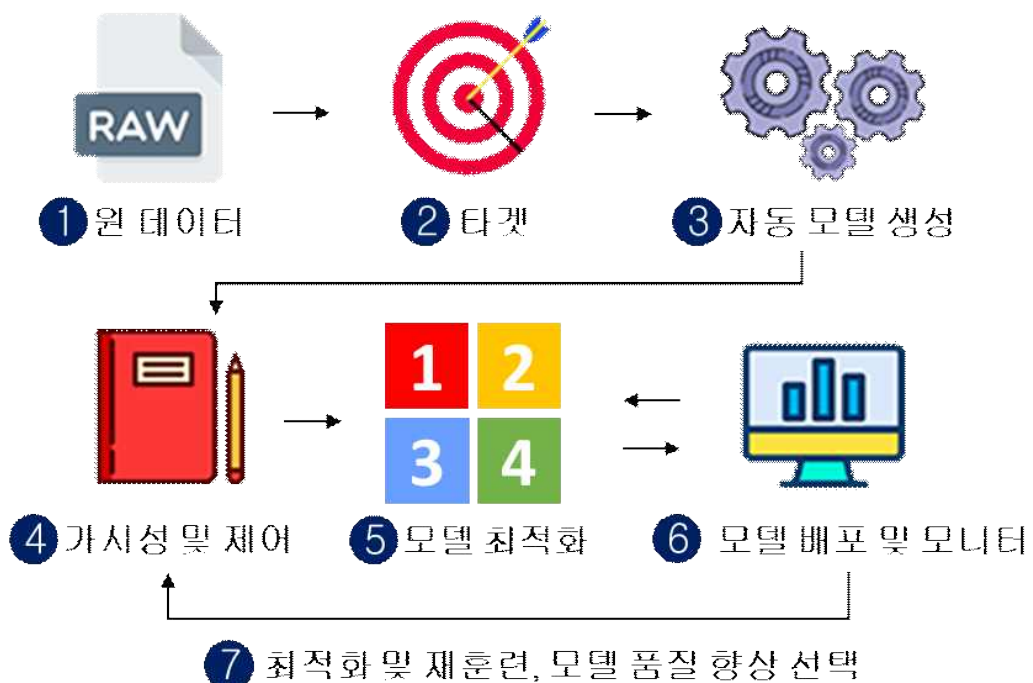 RAW
1 원 데이터
2 타겟
3 자동 모델 생성
1 2
3 4
4 가시성 및 제어
5 모델 최적화
6 모델 배포 및 모니터
7 최적화 및 재훈련, 모델 품질 향상 선택